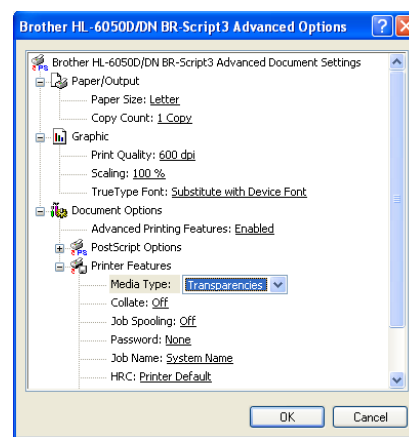 Brother HL-6050D/DN BR-Script3 Advanced Options
Brother HL-6050D/DN BR-Script3 Advanced Document Settings
Paper/Output
Paper Size: Letter
Copy Count: 1 Copy
Graphic
Print Quality: 600 dpi
Scaling: 100 %
TrueType Font: Substitute with Device Font
Document Options
Advanced Printing Features: Enabled
PostScript Options
Printer Features
Media Type: Transparencies
Collate: Off
Job Spooling: Off
Password: None
Job Name: System Name
HRC: Printer Default
OK Cancel